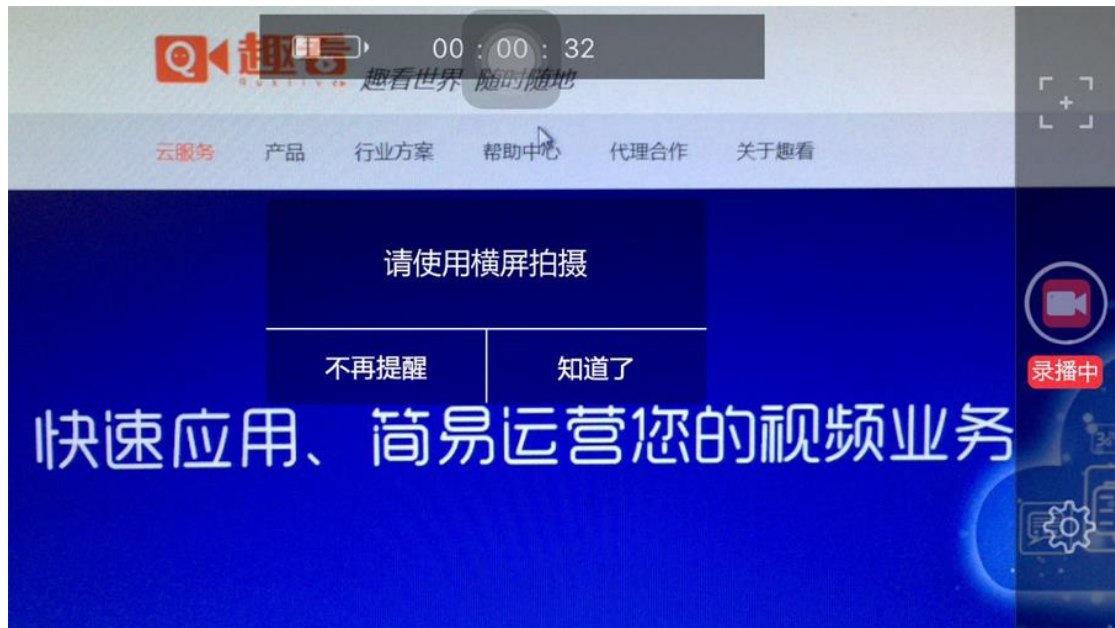 00 : 00 : 32
趣看
趣看世界 随时随地
云服务 产品 行业方案 帮助中心 代理合作 关于趣看
请使用横屏拍摄
不再提醒 知道了
录播中
快速应用、简易运营您的视频业务